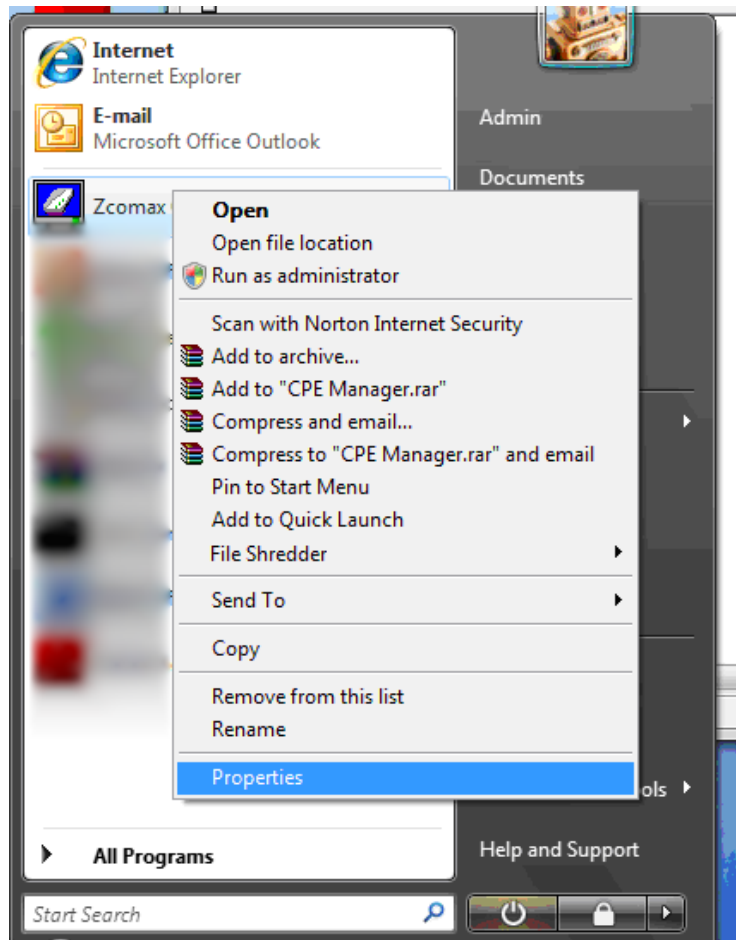 Internet
Internet Explorer
E-mail
Microsoft Office Outlook
Zcomax
Admin
Documents
Open
Open file location
Run as administrator
Scan with Norton Internet Security
Add to archive...
Add to "CPE Manager.rar"
Compress and email...
Compress to "CPE Manager.rar" and email
Pin to Start Menu
Add to Quick Launch
File Shredder
Send To
Copy
Remove from this list
Rename
Properties
ols
All Programs
Help and Support
Start Search